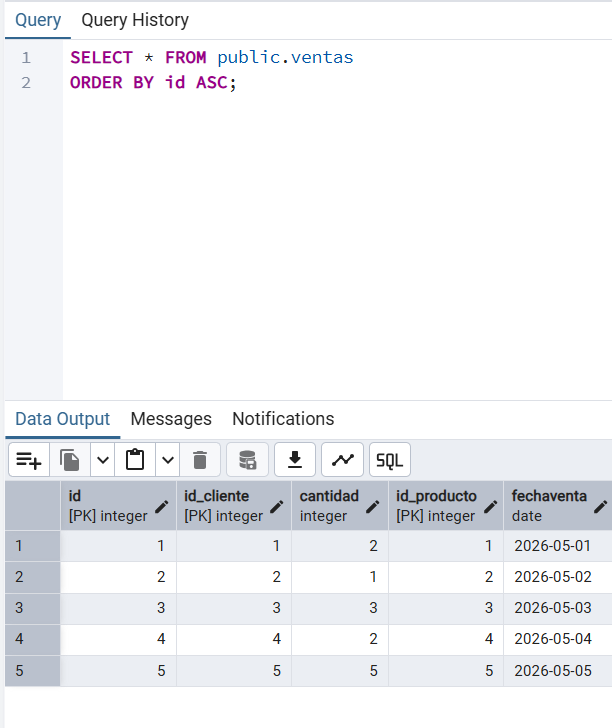 Query Query History
1 SELECT * FROM public.ventas
2 ORDER BY id ASC;
Data Output Messages Notifications
SQL
id id_cliente cantidad id_producto fechaventa
[PK] integer [PK] integer integer [PK] integer date
1 1 1 2 1 2026-05-01
2 2 2 1 2 2026-05-02
3 3 3 3 3 2026-05-03
4 4 4 2 4 2026-05-04
5 5 5 5 5 2026-05-05